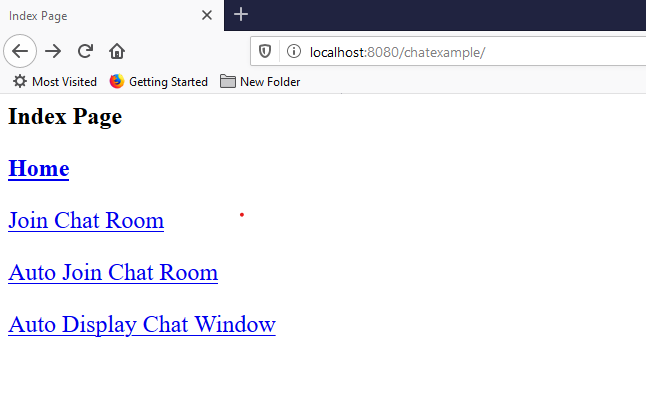 Index Page
localhost:8080/chatexample/
Most Visited Getting Started New Folder
Index Page
Home
Join Chat Room
Auto Join Chat Room
Auto Display Chat Window